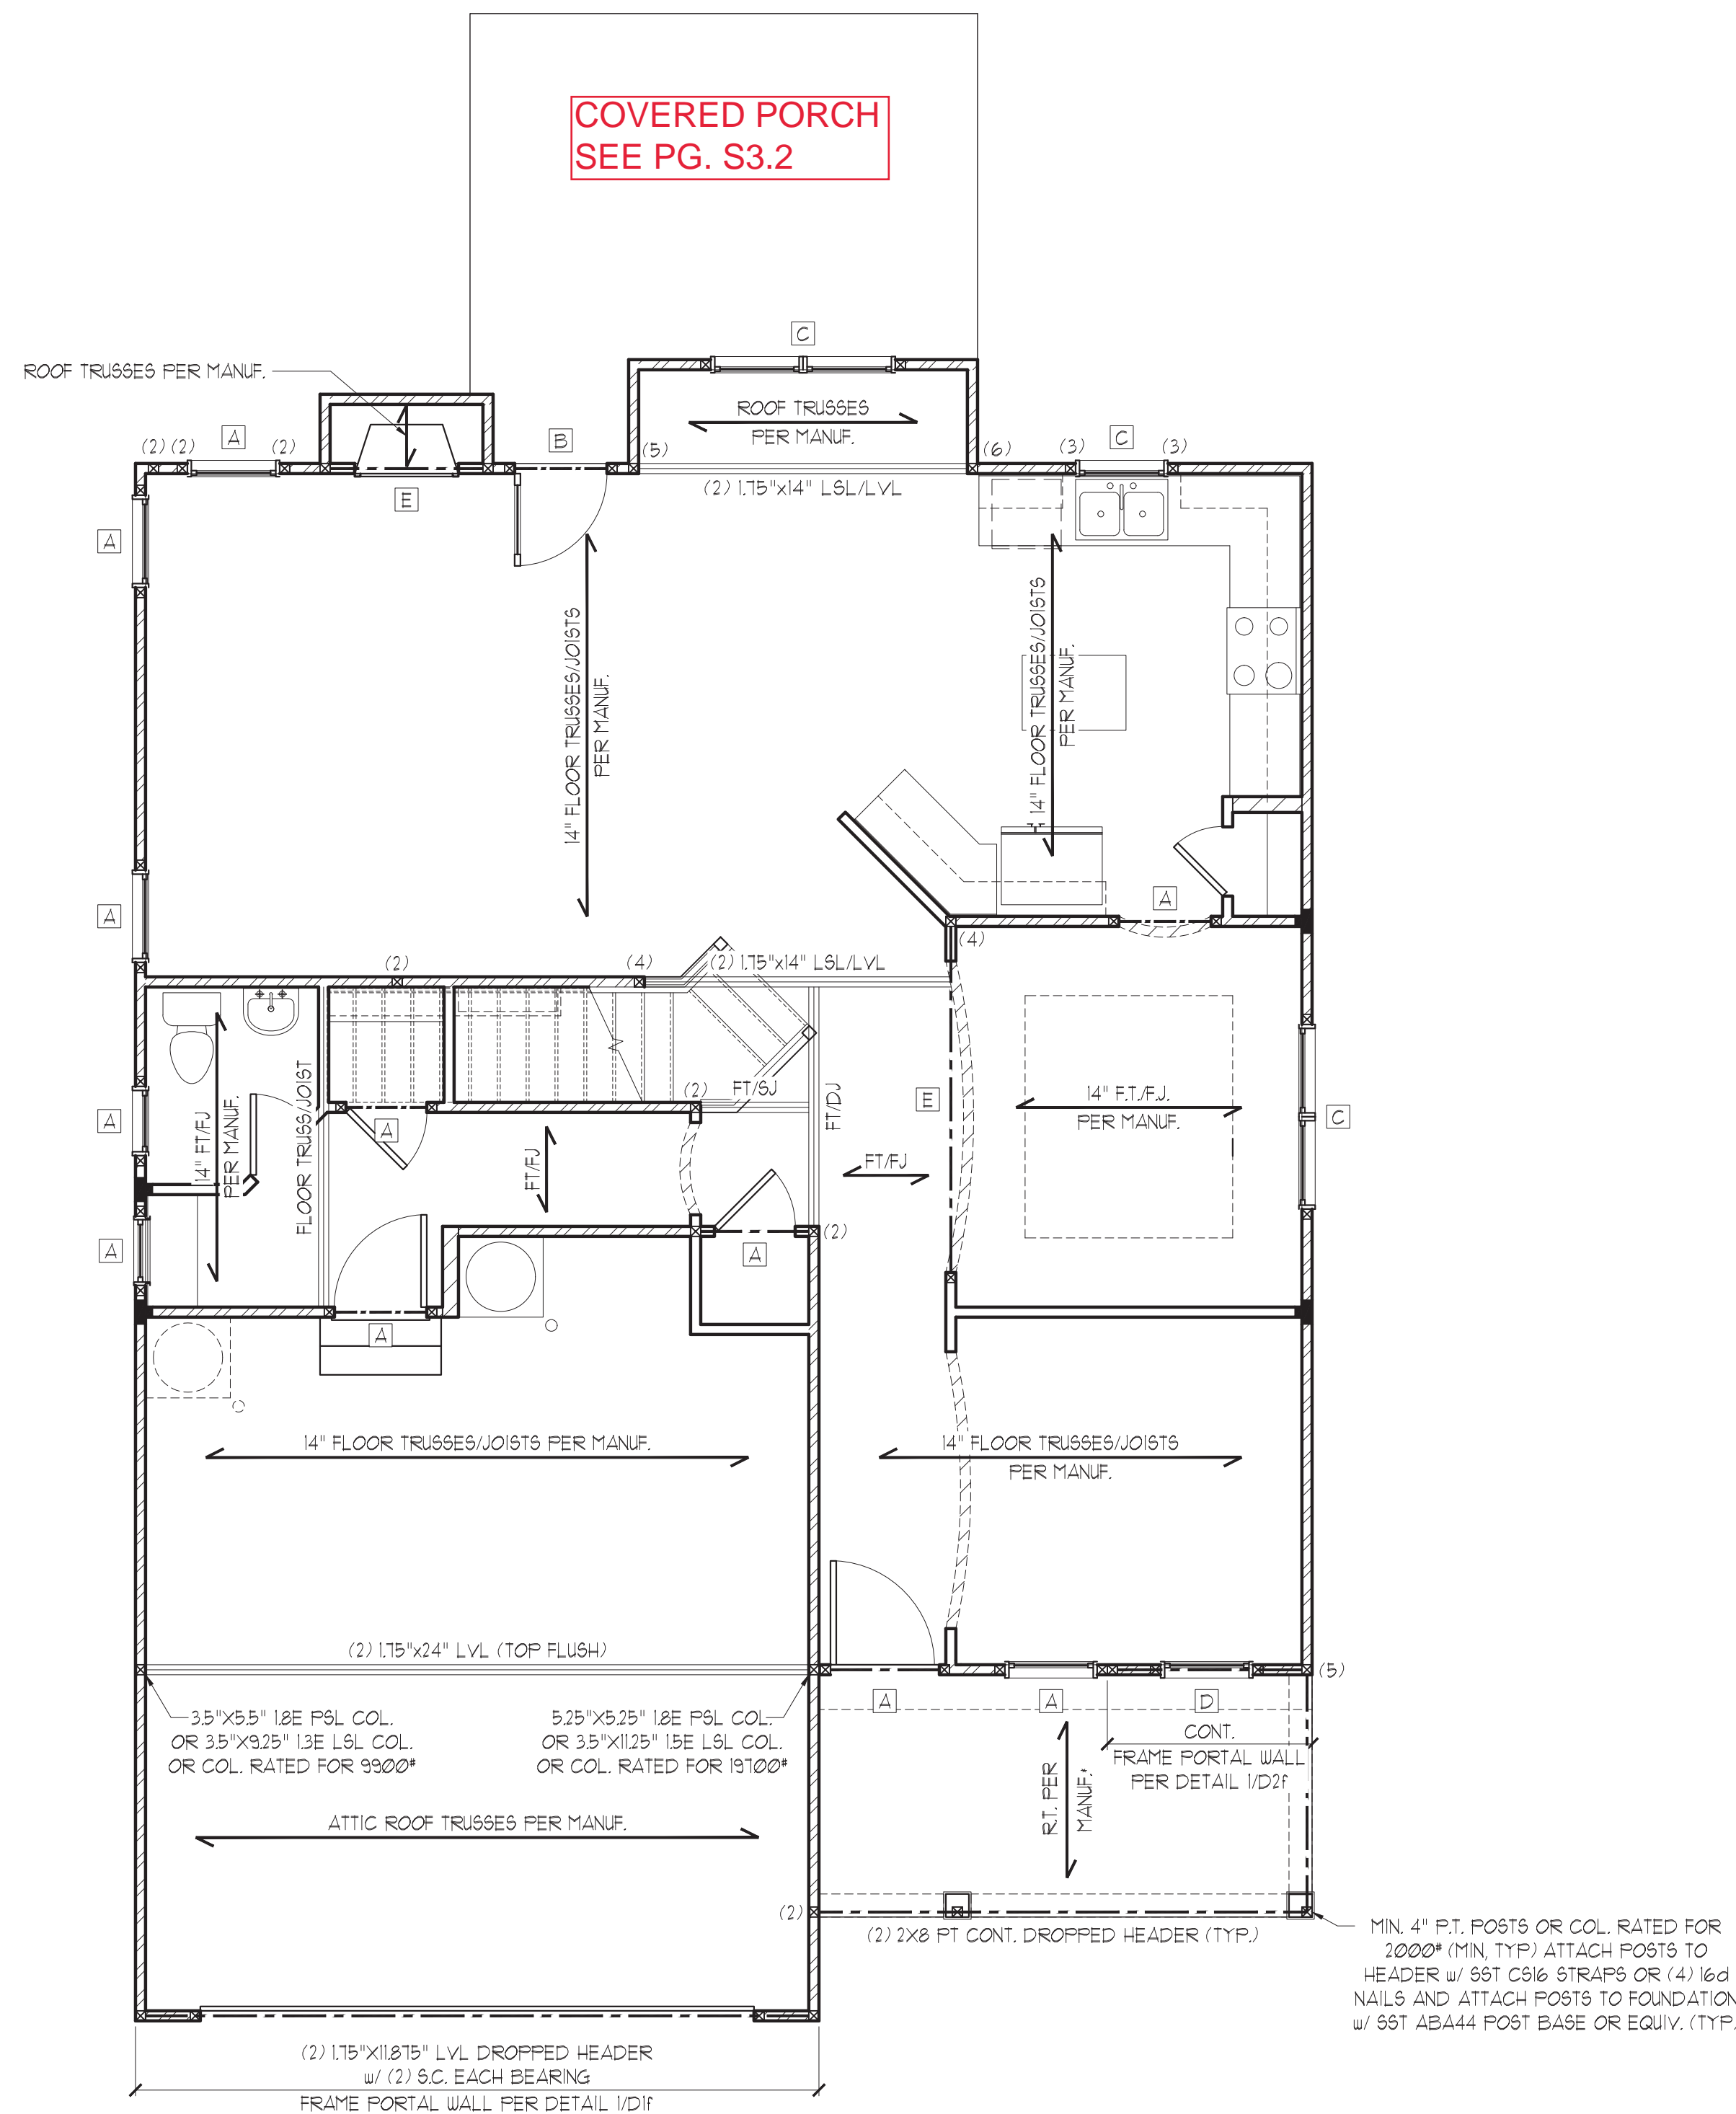 COVERED PORCH
SEE PG. S3.2
C
ROOF TRUSSES PER MANUF.
ROOF TRUSSES
PER MANUF.
(2) (2)
A
(2)
B
(5)
(6)
(3)
C
(3)
E
(2) 1.75"x14" LSL/LVL
A
14" FLOOR TRUSSES/JOISTS
PER MANUF.
14" FLOOR TRUSSES/JOISTS
PER MANUF.
A
A
(4)
(2)
(4)
(2) 1.75"x14" LSL/LVL
14" FT/FJ
PER MANUF.
FLOOR TRUSS/JOIST
(2)
FT/SJ
FT/DJ
E
14" F.T./F.J.
PER MANUF.
C
A
A
FT/FJ
FT/FJ
A
A
(2)
A
14" FLOOR TRUSSES/JOISTS PER MANUF.
14" FLOOR TRUSSES/JOISTS
PER MANUF.
(2) 1.75"x24" LVL (TOP FLUSH)
(5)
3.5"X5.5" 1.8E PSL COL.
OR 3.5"X9.25" 1.3E LSL COL.
OR COL. RATED FOR 9900#
5.25"X5.25" 1.8E PSL COL.
OR 3.5"X11.25" 1.5E LSL COL.
OR COL. RATED FOR 19700#
A
A
D
CONT.
FRAME PORTAL WALL
PER DETAIL 1/D2f
R.T. PER
MANUF.*
ATTIC ROOF TRUSSES PER MANUF.
(2)
(2) 2X8 PT CONT. DROPPED HEADER (TYP.)
MIN. 4" P.T. POSTS OR COL. RATED FOR
2000# (MIN, TYP) ATTACH POSTS TO
HEADER w/ SST CS16 STRAPS OR (4) 16d
NAILS AND ATTACH POSTS TO FOUNDATION
w/ SST ABA44 POST BASE OR EQUIV. (TYP.
(2) 1.75"X11.875" LVL DROPPED HEADER
w/ (2) S.C. EACH BEARING
FRAME PORTAL WALL PER DETAIL 1/D1f